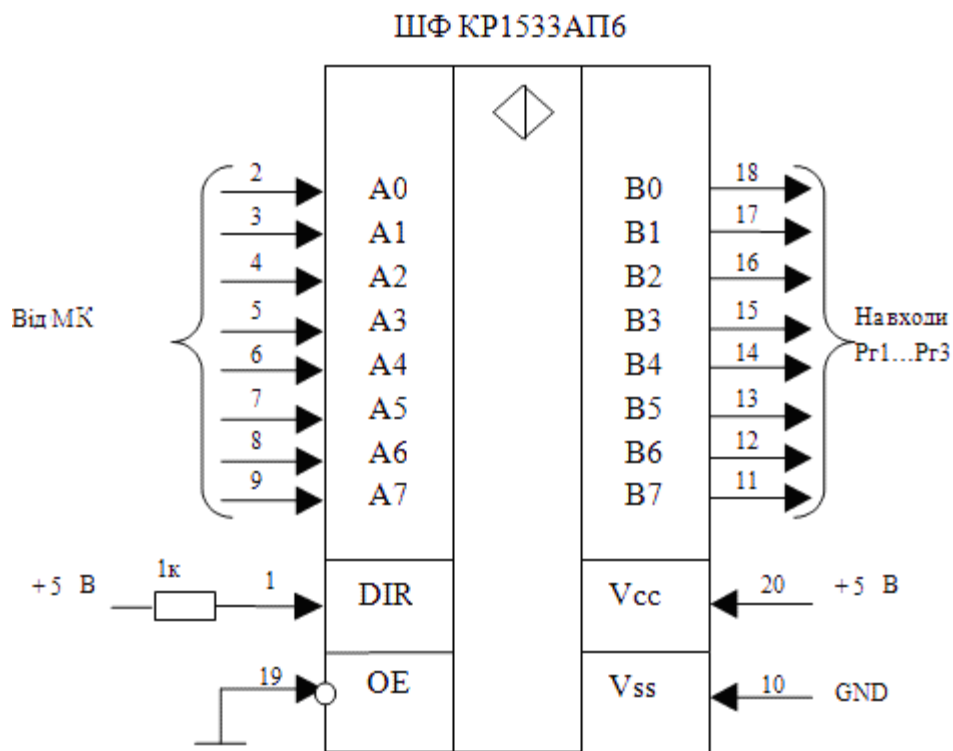 ШФ КР1533АП6
2 A0 B0 18
3 A1 B1 17
4 A2 B2 16
Від МК
5 A3 B3 15
На входи
Рг1...Рг3
6 A4 B4 14
7 A5 B5 13
8 A6 B6 12
9 A7 B7 11
+5 В 1к 1 DIR Vcc 20 +5 В
19 OE Vss 10 GND